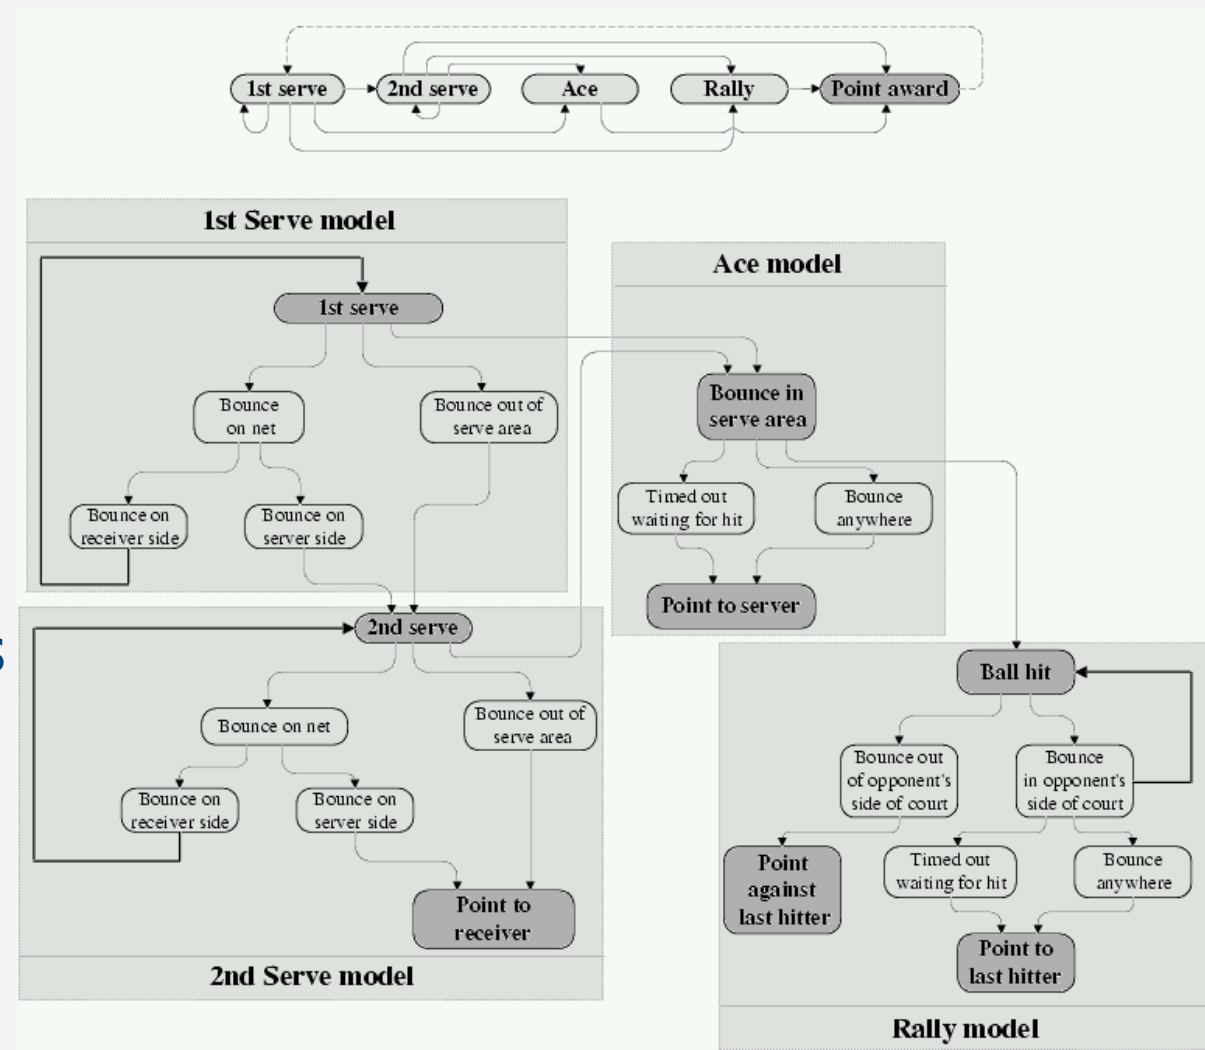 1st serve
2nd serve
Ace
Rally
Point award
1st Serve model
1st serve
Bounce
on net
Bounce out of
serve area
Bounce on
receiver side
Bounce on
server side
Ace model
Bounce in
serve area
Timed out
waiting for hit
Bounce
anywhere
Point to server
s
2nd serve
Bounce on net
Bounce out of
serve area
Bounce on
receiver side
Bounce on
server side
Point to
receiver
2nd Serve model
Ball hit
Bounce out
of opponent's
side of court
Bounce
in opponent's
side of court
Point
against
last hitter
Timed out
waiting for hit
Bounce
anywhere
Point to
last hitter
Rally model